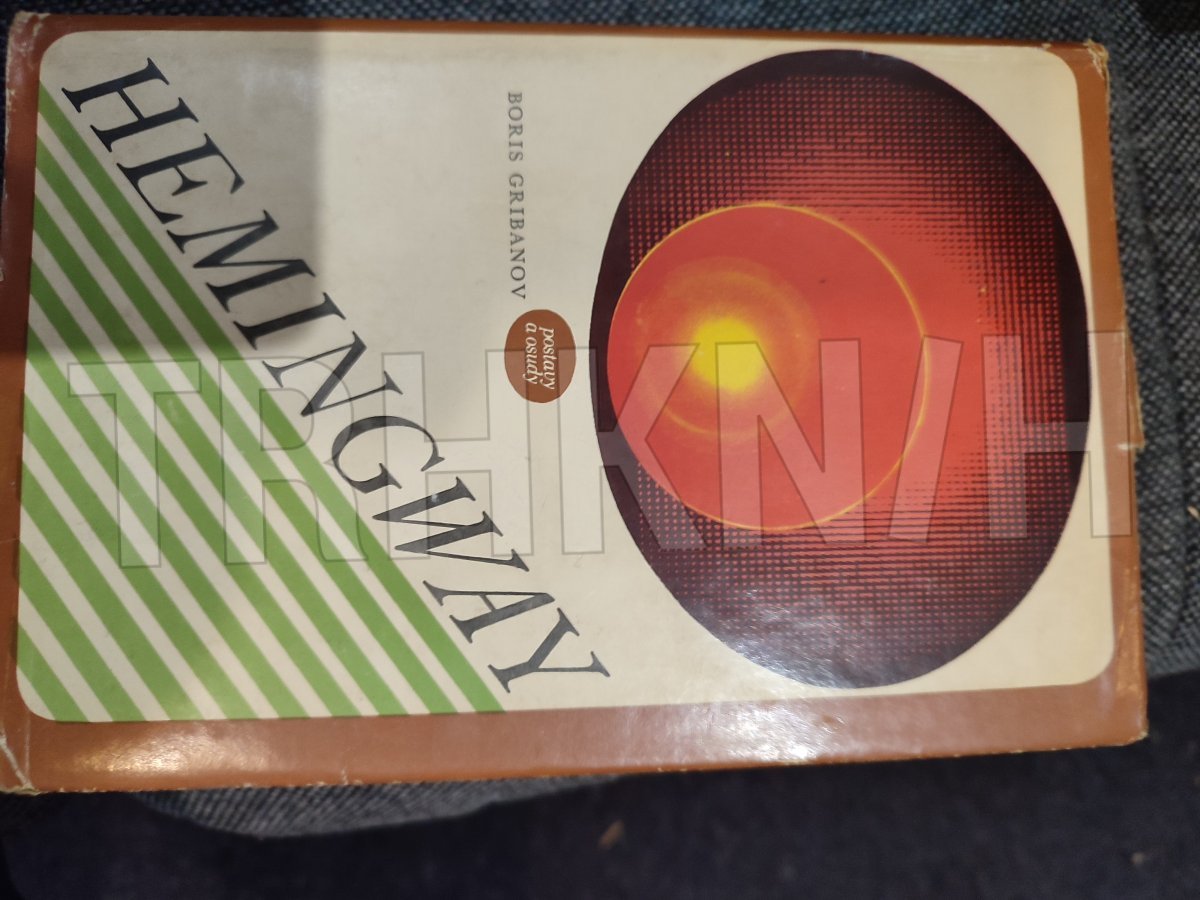 BORIS GRIBANOV
postavy
a osudy
HEMINGWAY
TRHKNIH